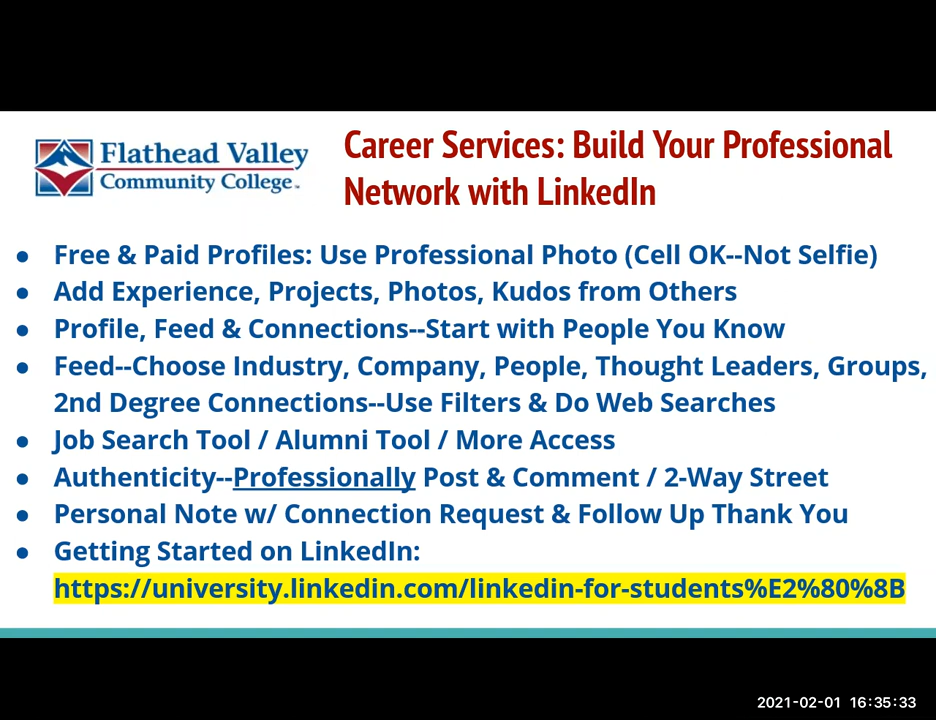 Flathead Valley
Community College
Career Services: Build Your Professional
Network with LinkedIn
● Free & Paid Profiles: Use Professional Photo (Cell OK--Not Selfie)
● Add Experience, Projects, Photos, Kudos from Others
● Profile, Feed & Connections--Start with People You Know
● Feed--Choose Industry, Company, People, Thought Leaders, Groups,
2nd Degree Connections--Use Filters & Do Web Searches
● Job Search Tool / Alumni Tool / More Access
● Authenticity--Professionally Post & Comment / 2-Way Street
● Personal Note w/ Connection Request & Follow Up Thank You
● Getting Started on LinkedIn:
https://university.linkedin.com/linkedin-for-students%E2%80%8B
2021-02-01 16:35:33